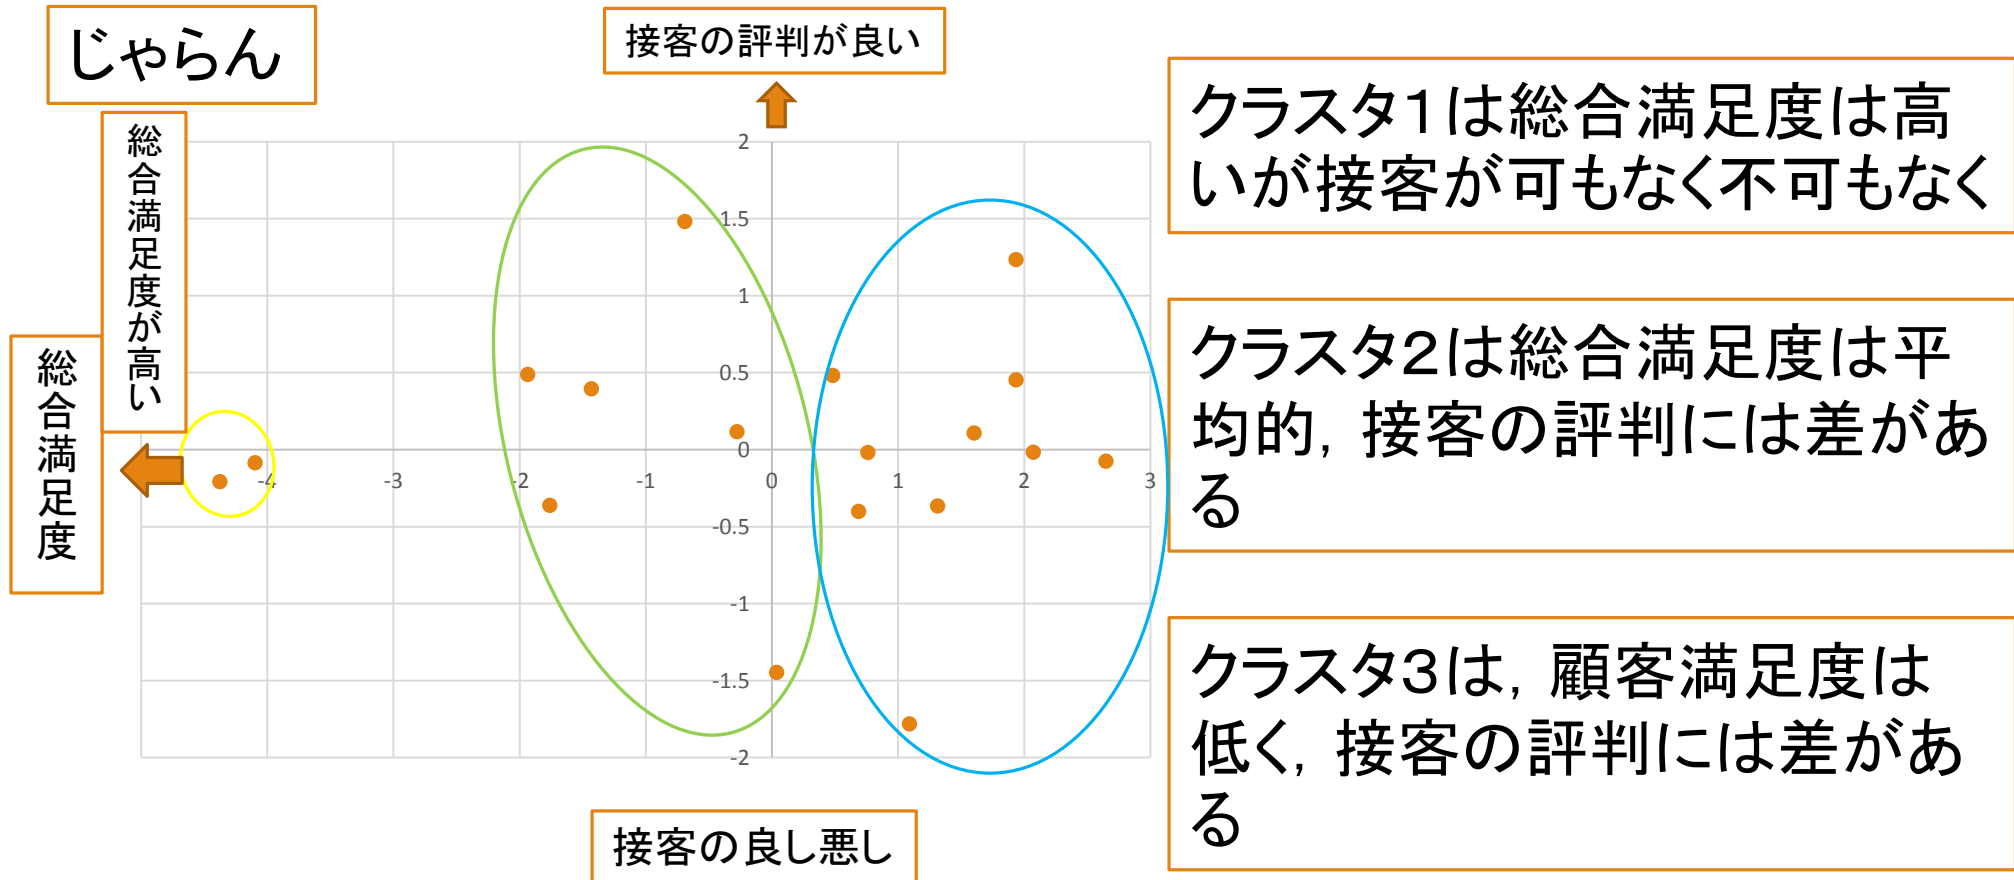 じゃらん
接客の評判が良い
総合満足度が高い
総合満足度
2
1.5
1
0.5
0
-0.5
-1
-1.5
-2
-4
-3
-2
-1
0
1
2
3
接客の良し悪し
クラスタ1は総合満足度は高
いが接客が可もなく不可もなく
クラスタ2は総合満足度は平
均的，接客の評判には差があ
る
クラスタ3は，顧客満足度は
低く，接客の評判には差があ
る